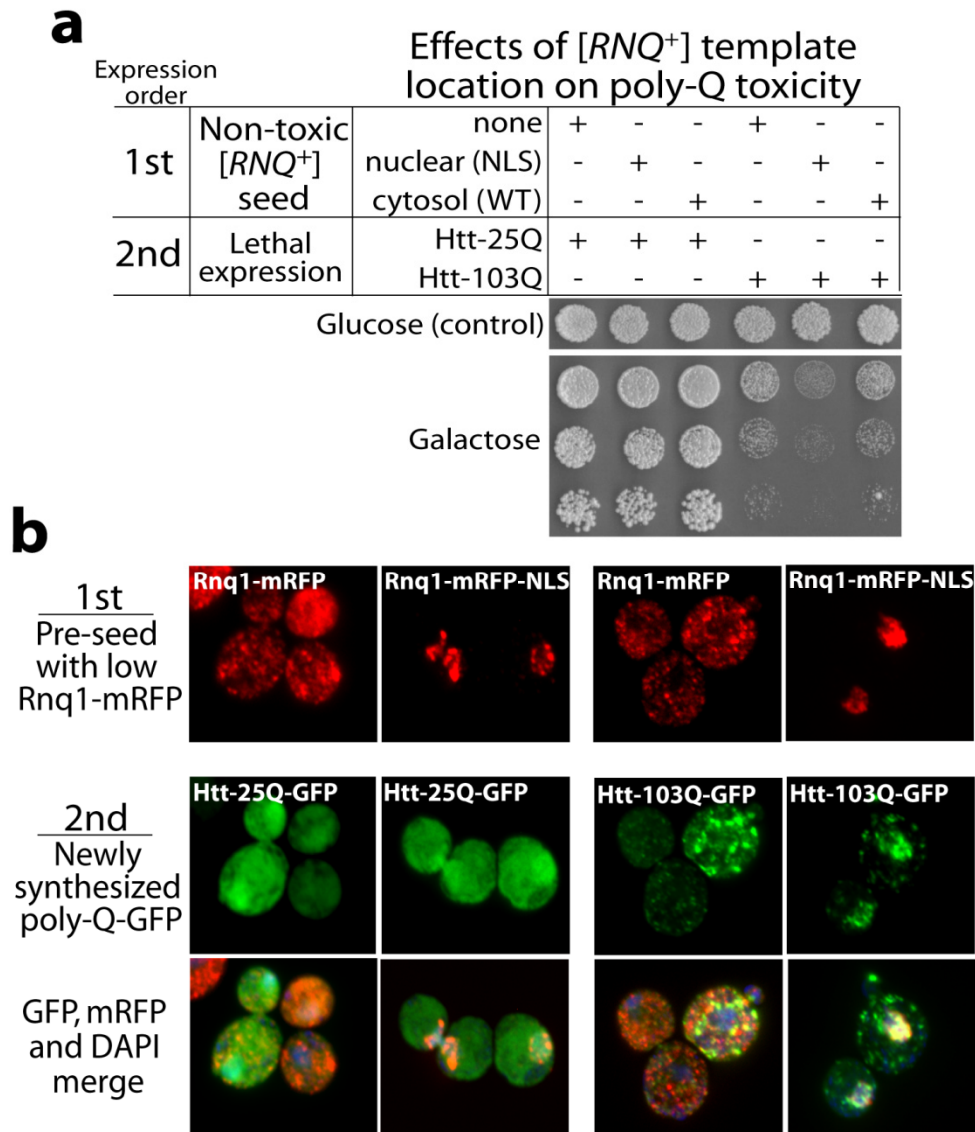 a
Effects of [RNQ⁺] template
location on poly-Q toxicity
Expression
order
1st
Non-toxic
[RNQ⁺]
seed
none + - - + - -
nuclear (NLS) - + - - + -
cytosol (WT) - - + - - +
2nd
Lethal
expression
Htt-25Q + + + - - -
Htt-103Q - - - + + +
Glucose (control)
Galactose
b
1st
Pre-seed
with low
Rnq1-mRFP
Rnq1-mRFP
Rnq1-mRFP-NLS
Rnq1-mRFP
Rnq1-mRFP-NLS
2nd
Newly
synthesized
poly-Q-GFP
Htt-25Q-GFP
Htt-25Q-GFP
Htt-103Q-GFP
Htt-103Q-GFP
GFP, mRFP
and DAPI
merge